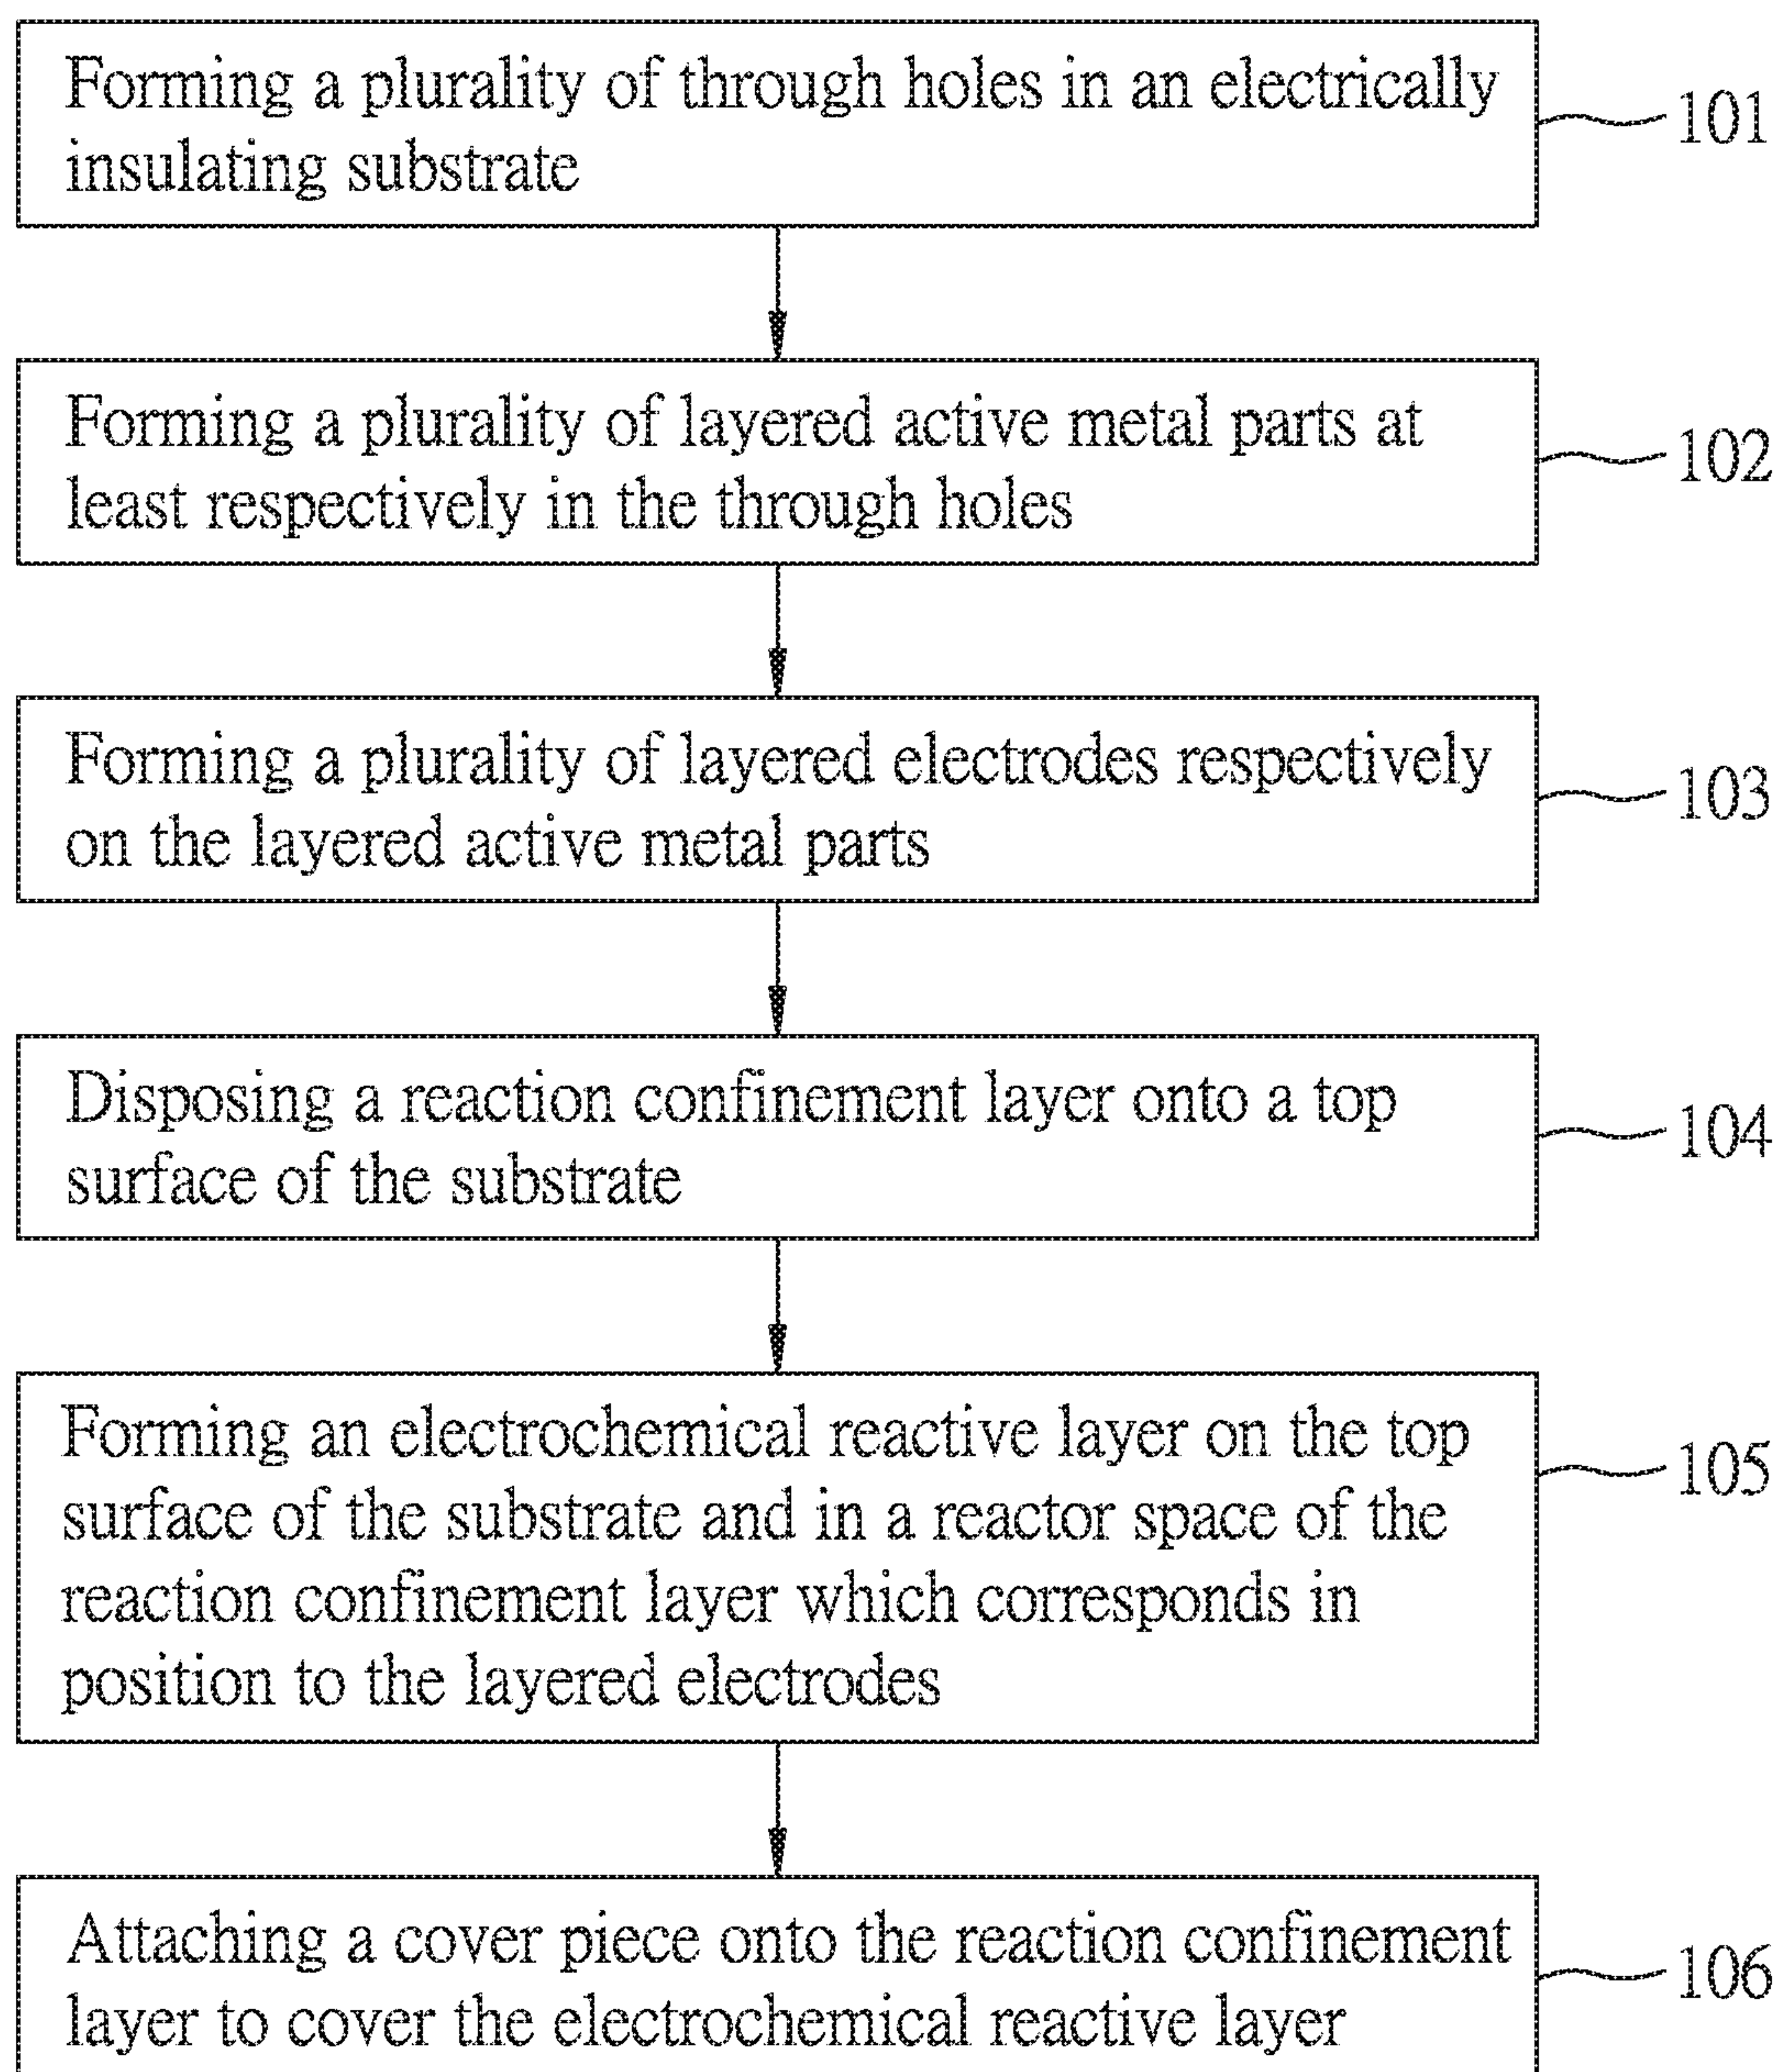 Forming a plurality of through holes in an electrically
insulating substrate
101
Forming a plurality of layered active metal parts at
least respectively in the through holes
102
Forming a plurality of layered electrodes respectively
on the layered active metal parts
103
Disposing a reaction confinement layer onto a top
surface of the substrate
104
Forming an electrochemical reactive layer on the top
surface of the substrate and in a reactor space of the
reaction confinement layer which corresponds in
position to the layered electrodes
105
Attaching a cover piece onto the reaction confinement
layer to cover the electrochemical reactive layer
106